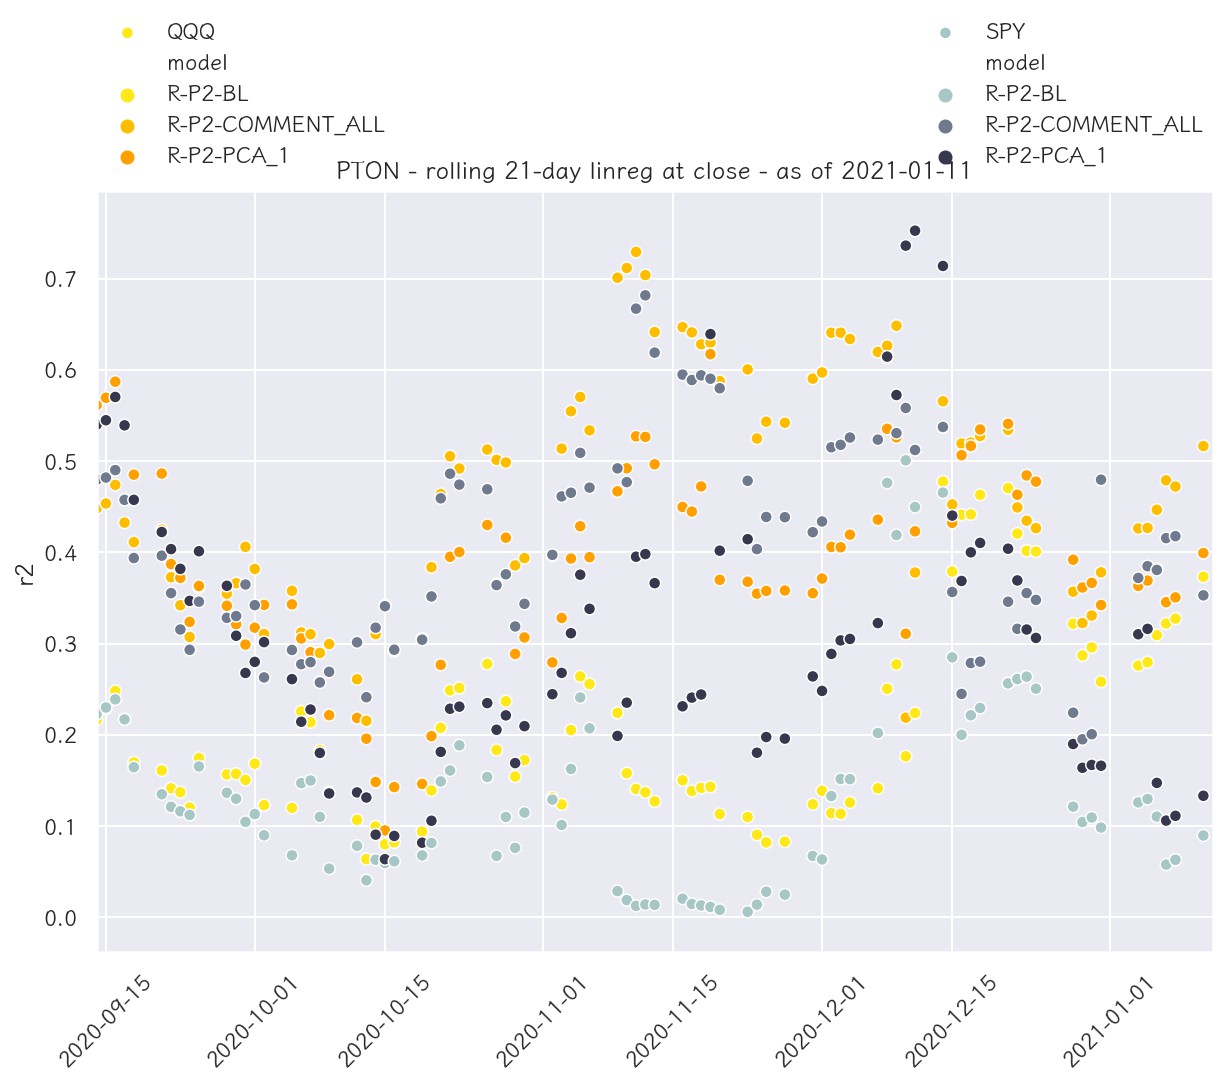 QQQ
model
R-P2-BL
R-P2-COMMENT_ALL
R-P2-PCA_1
SPY
model
R-P2-BL
R-P2-COMMENT_ALL
R-P2-PCA_1
PTON - rolling 21-day linreg at close - as of 2021-01-11
r2
0.7
0.6
0.5
0.4
0.3
0.2
0.1
0.0
2020-09-15
2020-10-01
2020-10-15
2020-11-01
2020-11-15
2020-12-01
2020-12-15
2021-01-01